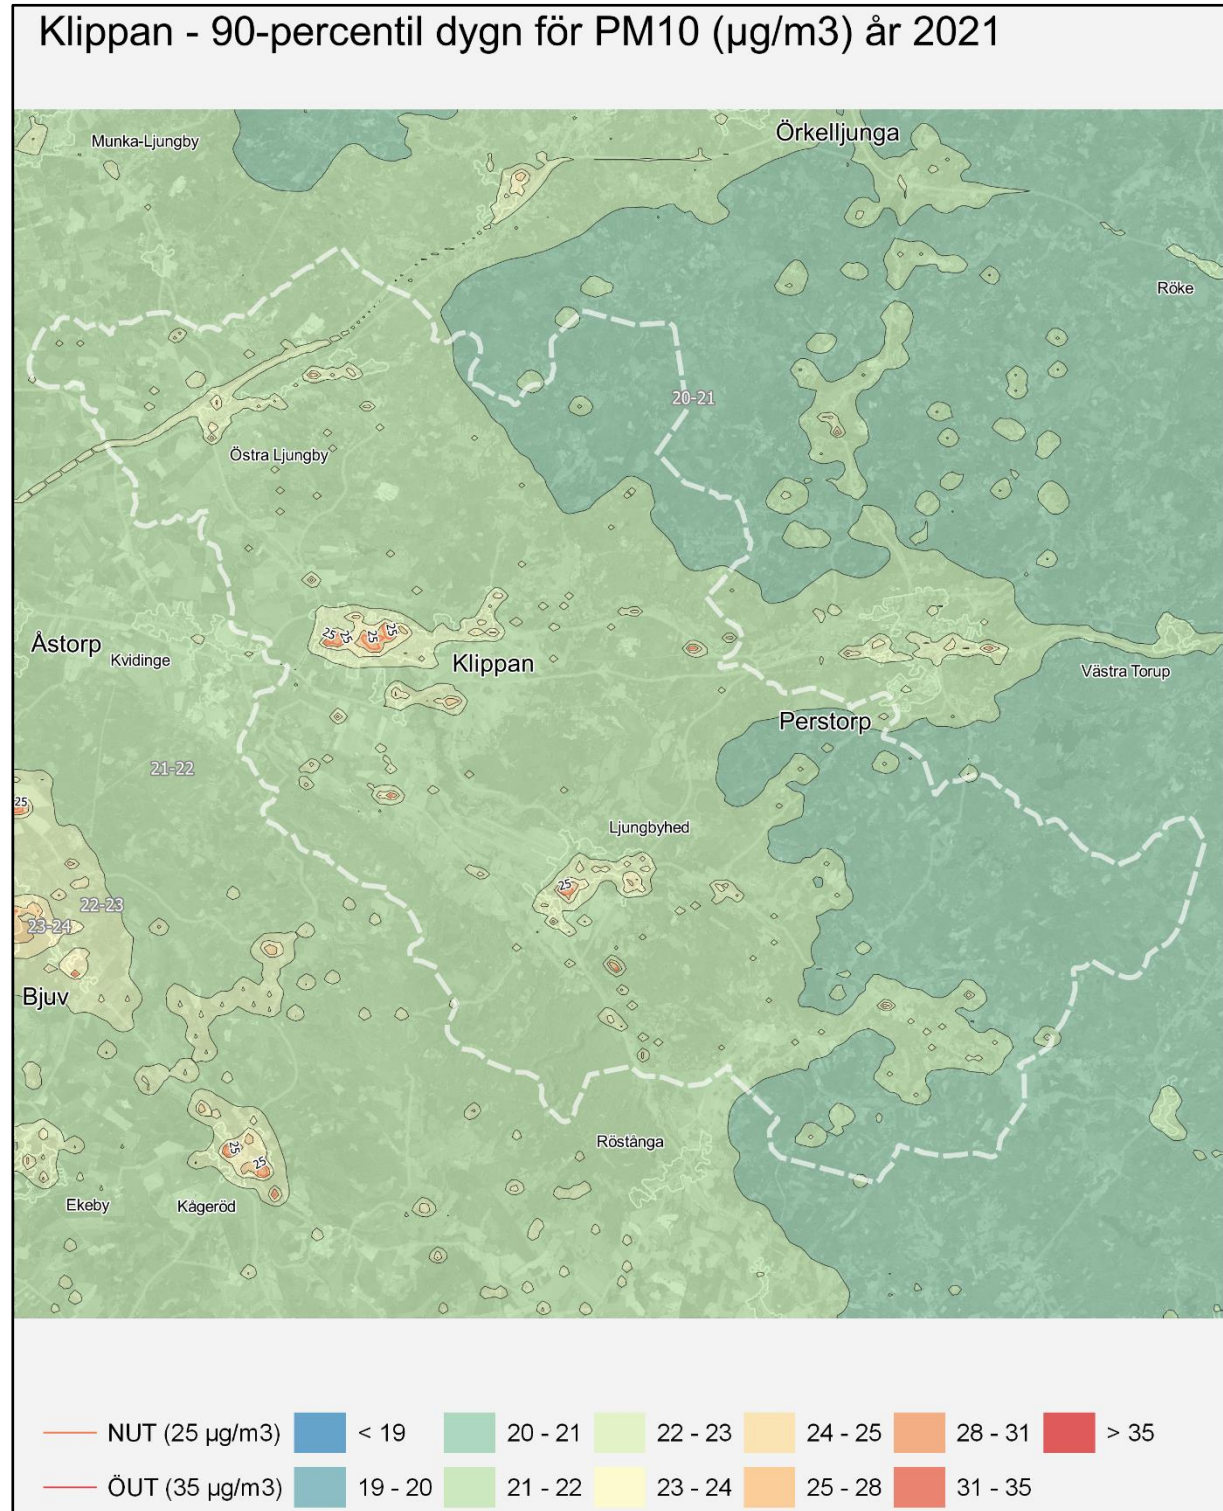 Klippan - 90-percentil dygn för PM10 (µg/m3) år 2021
Örkelljunga
Munka-Ljungby
Röke
20-21
Östra Ljungby
25
25
25
25
Åstorp
Kvidinge
Klippan
Västra Torup
Perstorp
21-22
25
Ljungbyhed
25
22-23
23-24
Bjuv
Röstånga
25
25
Ekeby
Kågeröd
NUT (25 µg/m3) < 19 20 - 21 22 - 23 24 - 25 28 - 31 > 35
ÖUT (35 µg/m3) 19 - 20 21 - 22 23 - 24 25 - 28 31 - 35